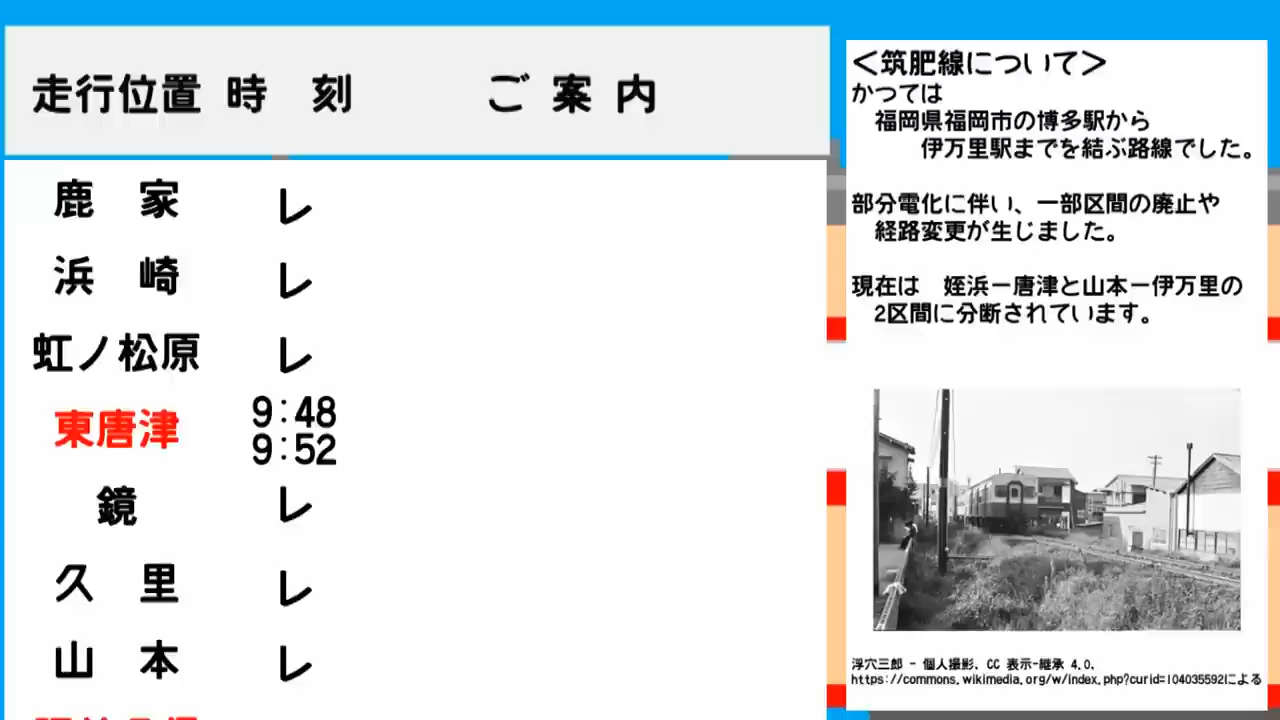 走行位置 時 刻 ご 案 内
鹿 家 レ
浜 崎 レ
虹ノ松原 レ
東唐津 9:48
9:52
鏡 レ
久 里 レ
山 本 レ
＜筑肥線について＞
かつては
福岡県福岡市の博多駅から
伊万里駅までを結ぶ路線でした。
部分電化に伴い、一部区間の廃止や
経路変更が生じました。
現在は 姪浜ー唐津と山本ー伊万里の
2区間に分断されています。
浮穴三郎 - 個人撮影, CC 表示-継承 4.0,
https://commons.wikimedia.org/w/index.php?curid=104035592による